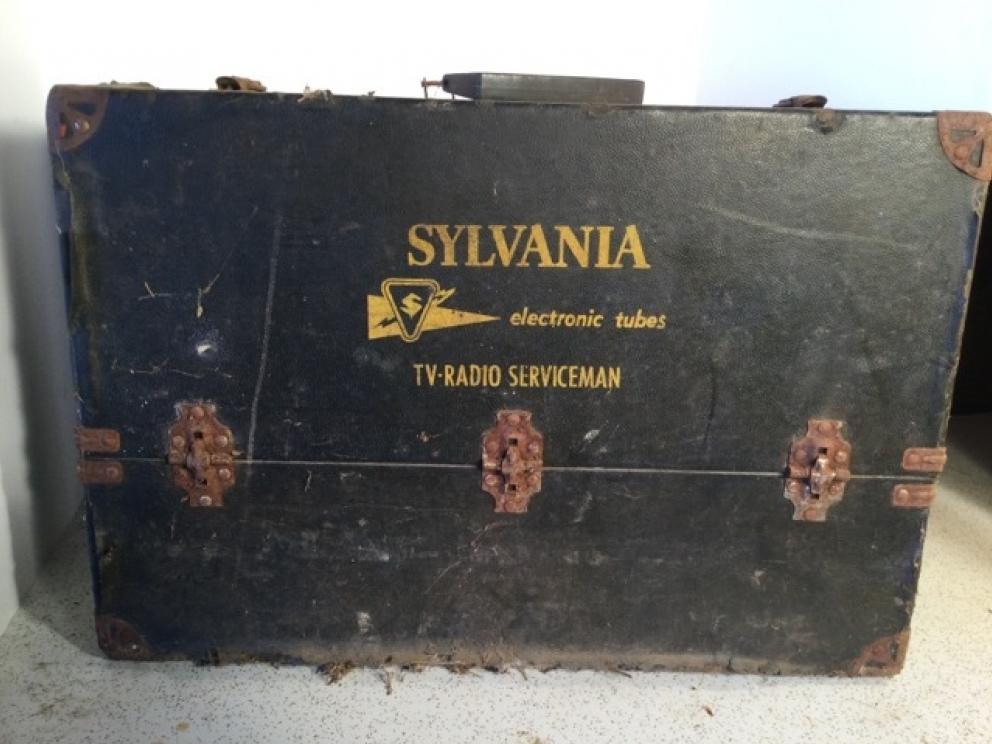 SYLVANIA
S
electronic tubes
TV-RADIO SERVICEMAN